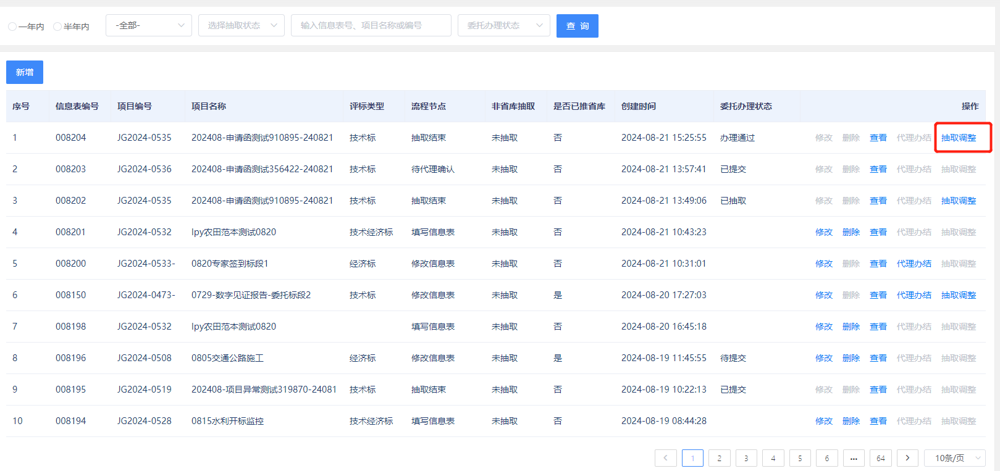 一年内 半年内 -全部- 选择抽取状态 输入信息表号、项目名称或编号 委托办理状态 查 询
新增
序号 信息表编号 项目编号 项目名称 评标类型 流程节点 非省库抽取 是否已推省库 创建时间 委托办理状态 操作
1 008204 JG2024-0535 202408-申请函测试910895-240821 技术标 抽取结束 未抽取 否 2024-08-21 15:25:55 办理通过 修改 删除 查看 代理办结 抽取调整
2 008203 JG2024-0536 202408-申请函测试356422-240821 技术标 待代理确认 未抽取 否 2024-08-21 13:57:41 已提交 修改 删除 查看 代理办结 抽取调整
3 008202 JG2024-0535 202408-申请函测试910895-240821 技术标 抽取结束 未抽取 否 2024-08-21 13:49:06 已抽取 修改 删除 查看 代理办结 抽取调整
4 008201 JG2024-0532 lpy农田范本测试0820 技术经济标 填写信息表 未抽取 否 2024-08-21 10:43:23 修改 删除 查看 代理办结 抽取调整
5 008200 JG2024-0533- 0820专家签到标段1 经济标 修改信息表 未抽取 否 2024-08-21 10:31:01 修改 删除 查看 代理办结 抽取调整
6 008150 JG2024-0473- 0729-数字见证报告-委托标段2 技术标 修改信息表 未抽取 是 2024-08-20 17:27:03 修改 删除 查看 代理办结 抽取调整
7 008198 JG2024-0532 lpy农田范本测试0820 填写信息表 未抽取 否 2024-08-20 16:45:18 修改 删除 查看 代理办结 抽取调整
8 008196 JG2024-0508 0805交通公路施工 经济标 修改信息表 未抽取 是 2024-08-19 11:45:55 待提交 修改 删除 查看 代理办结 抽取调整
9 008195 JG2024-0519 202408-项目异常测试319870-24081 技术标 抽取结束 未抽取 否 2024-08-19 10:22:13 已提交 修改 删除 查看 代理办结 抽取调整
10 008194 JG2024-0528 0815水利开标监控 技术经济标 填写信息表 未抽取 否 2024-08-19 08:44:28 修改 删除 查看 代理办结 抽取调整
< 1 2 3 4 5 6 ••• 64 > 10条/页